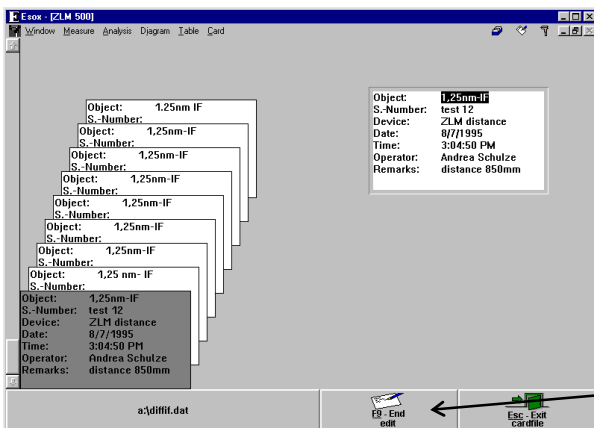 Esox - [ZLM 500]
Window Measure Analysis Diagram Table Card
Object: 1.25nm IF
S.-Number:
Object: 1,25nm-IF
S.-Number:
Object: 1,25nm-IF
S.-Number:
Object: 1,25nm-IF
S.-Number:
Object: 1,25nm-IF
S.-Number:
Object: 1,25nm-IF
S.-Number:
Object: 1,25nm-IF
S.-Number:
Object: 1,25 nm- IF
S.-Number:
Object: 1,25nm-IF
S.-Number: test 12
Device: ZLM distance
Date: 8/7/1995
Time: 3:04:50 PM
Operator: Andrea Schulze
Remarks: distance 850mm
Object: 1,25nm-IF
S.-Number: test 12
Device: ZLM distance
Date: 8/7/1995
Time: 3:04:50 PM
Operator: Andrea Schulze
Remarks: distance 850mm
a:\diffif.dat
F9 - End
edit
Esc - Exit
cardfile